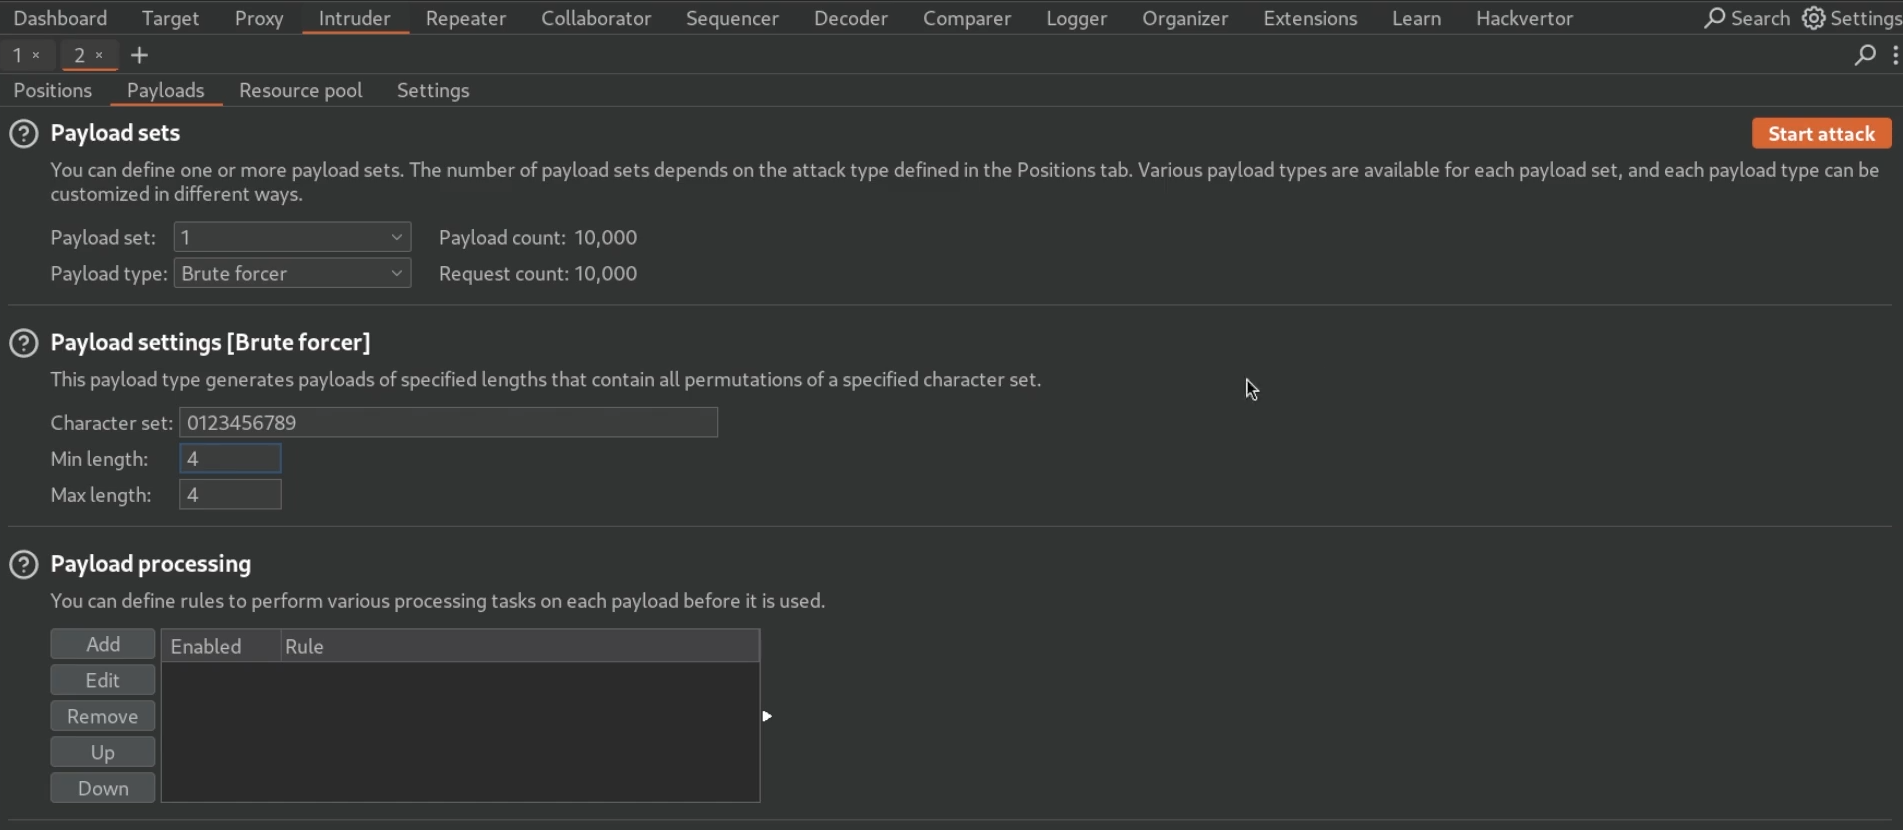 Dashboard Target Proxy Intruder Repeater Collaborator Sequencer Decoder Comparer Logger Organizer Extensions Learn Hackvertor Search Settings
1 × 2 × +
Positions Payloads Resource pool Settings
? Payload sets Start attack
You can define one or more payload sets. The number of payload sets depends on the attack type defined in the Positions tab. Various payload types are available for each payload set, and each payload type can be
customized in different ways.
Payload set: 1 Payload count: 10,000
Payload type: Brute forcer Request count: 10,000
? Payload settings [Brute forcer]
This payload type generates payloads of specified lengths that contain all permutations of a specified character set.
Character set: 0123456789
Min length: 4
Max length: 4
? Payload processing
You can define rules to perform various processing tasks on each payload before it is used.
Add Enabled Rule
Edit
Remove
Up
Down